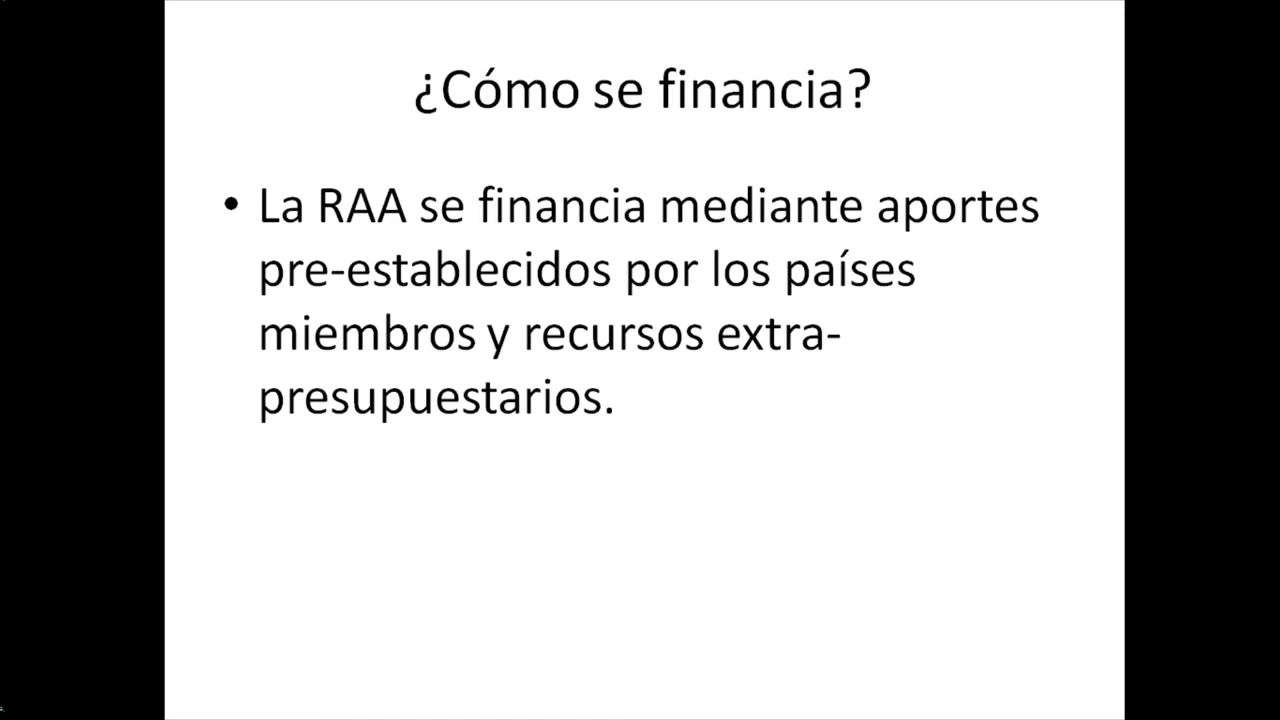 ¿Cómo se financia?
• La RAA se financia mediante aportes
pre-establecidos por los países
miembros y recursos extra-
presupuestarios.